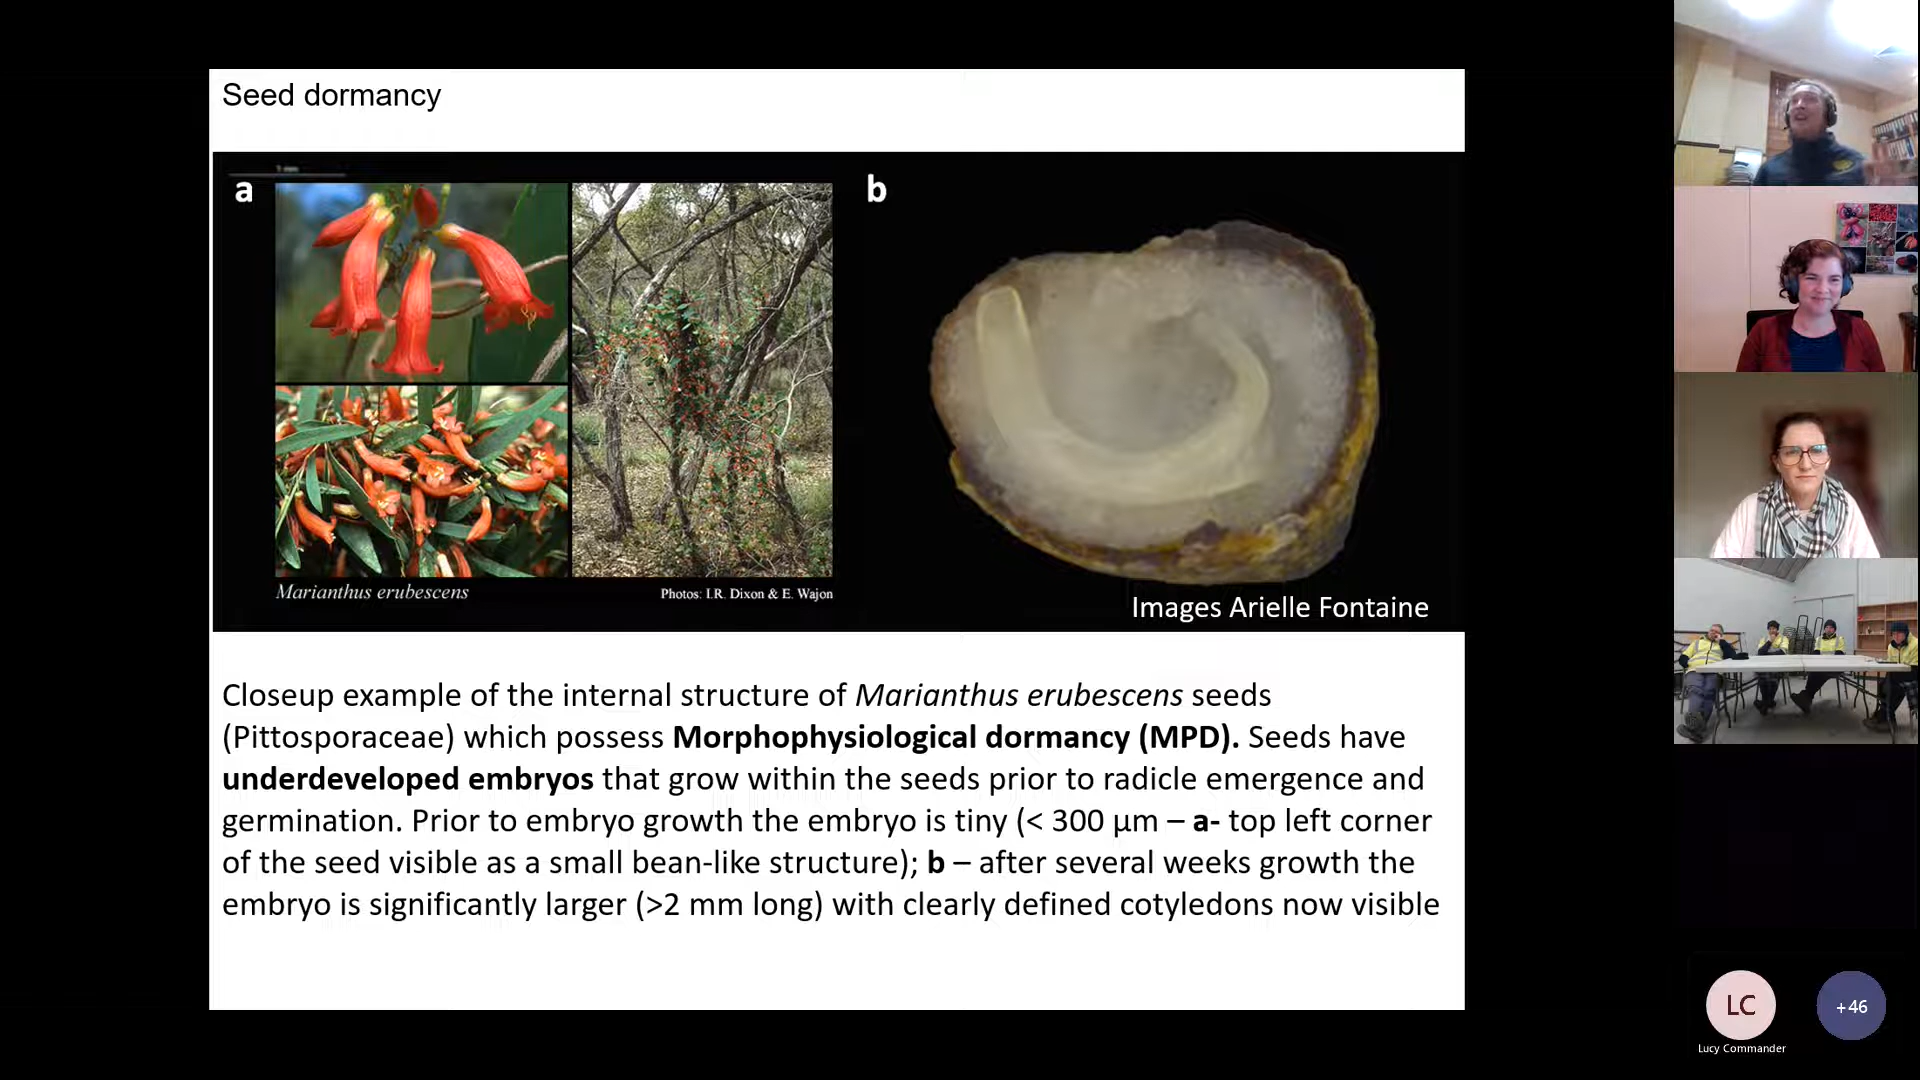 Seed dormancy
a
b
Marianthus erubescens
Photos: I.R. Dixon & E. Wajon
Images Arielle Fontaine
Closeup example of the internal structure of Marianthus erubescens seeds
(Pittosporaceae) which possess Morphophysiological dormancy (MPD). Seeds have
underdeveloped embryos that grow within the seeds prior to radicle emergence and
germination. Prior to embryo growth the embryo is tiny (< 300 µm – a- top left corner
of the seed visible as a small bean-like structure); b – after several weeks growth the
embryo is significantly larger (>2 mm long) with clearly defined cotyledons now visible
LC
Lucy Commander
+46